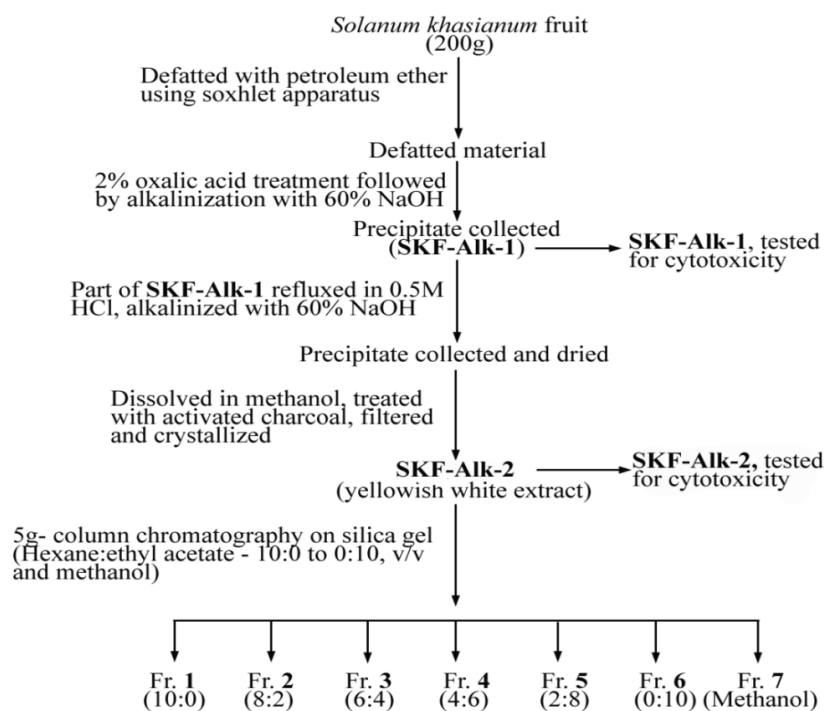 Solanum khasianum fruit
(200g)
Defatted with petroleum ether
using soxhlet apparatus
Defatted material
2% oxalic acid treatment followed
by alkalinization with 60% NaOH
Precipitate collected
(SKF-Alk-1)
SKF-Alk-1, tested
for cytotoxicity
Part of SKF-Alk-1 refluxed in 0.5M
HCl, alkalinized with 60% NaOH
Precipitate collected and dried
Dissolved in methanol, treated
with activated charcoal, filtered
and crystallized
SKF-Alk-2
(yellowish white extract)
SKF-Alk-2, tested
for cytotoxicity
5g- column chromatography on silica gel
(Hexane:ethyl acetate - 10:0 to 0:10, v/v
and methanol)
Fr. 1 Fr. 2 Fr. 3 Fr. 4 Fr. 5 Fr. 6 Fr. 7
(10:0) (8:2) (6:4) (4:6) (2:8) (0:10) (Methanol)